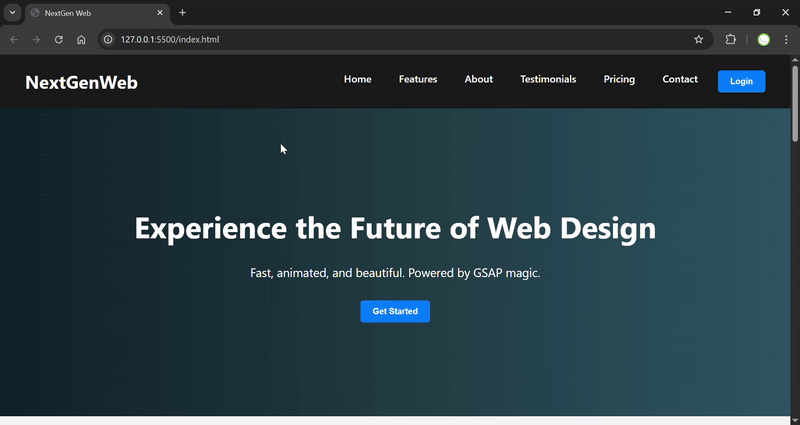 NextGen Web
127.0.0.1:5500/index.html
NextGenWeb
Home Features About Testimonials Pricing Contact Login
Experience the Future of Web Design
Fast, animated, and beautiful. Powered by GSAP magic.
Get Started